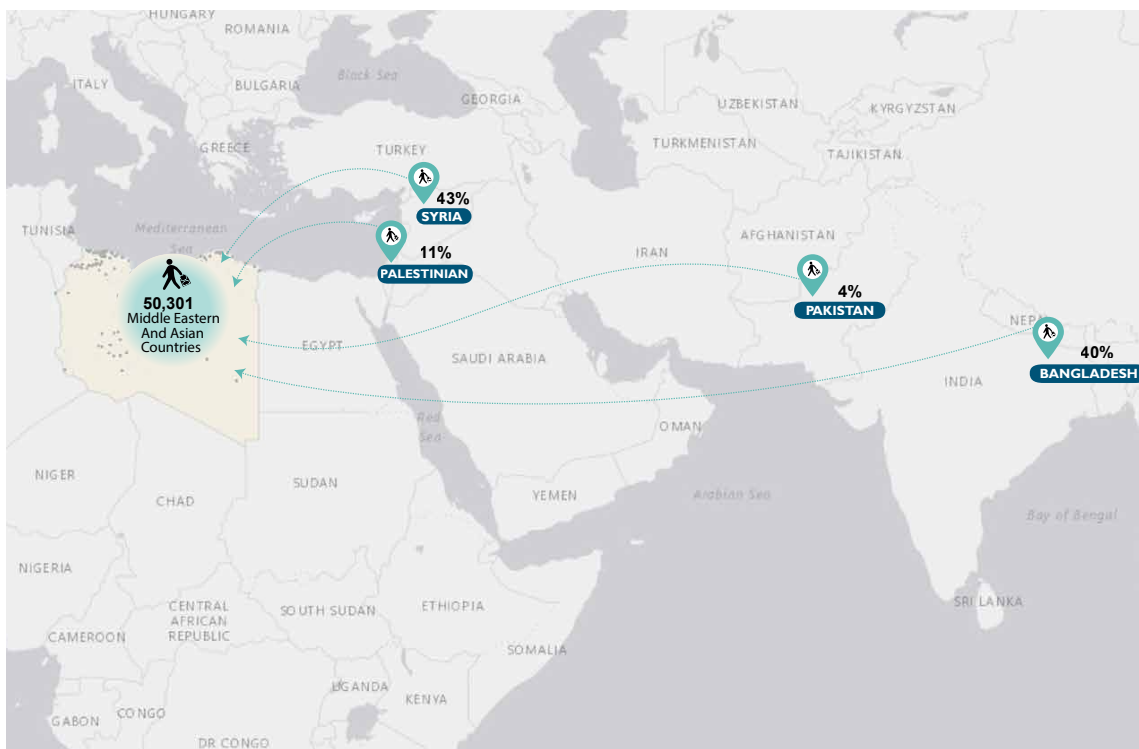 HUNGARY
ROMANIA
ITALY
BULGARIA
Black Sea
GEORGIA
UZBEKISTAN
KYRGYZSTAN
GREECE
TURKEY
TURKMENISTAN
TAJIKISTAN
43%
SYRIA
TUNISIA
Mediterranean
Sea
11%
PALESTINIAN
IRAN
AFGHANISTAN
4%
PAKISTAN
50,301
Middle Eastern
And Asian
Countries
EGYPT
SAUDI ARABIA
NEPAL
40%
BANGLADESH
INDIA
Red
Sea
OMAN
NIGER
CHAD
SUDAN
YEMEN
Arabian Sea
Bay of Bengal
NIGERIA
CENTRAL
AFRICAN
REPUBLIC
SOUTH SUDAN
ETHIOPIA
SRI LANKA
CAMEROON
SOMALIA
UGANDA
KENYA
GABON
CONGO
DR CONGO